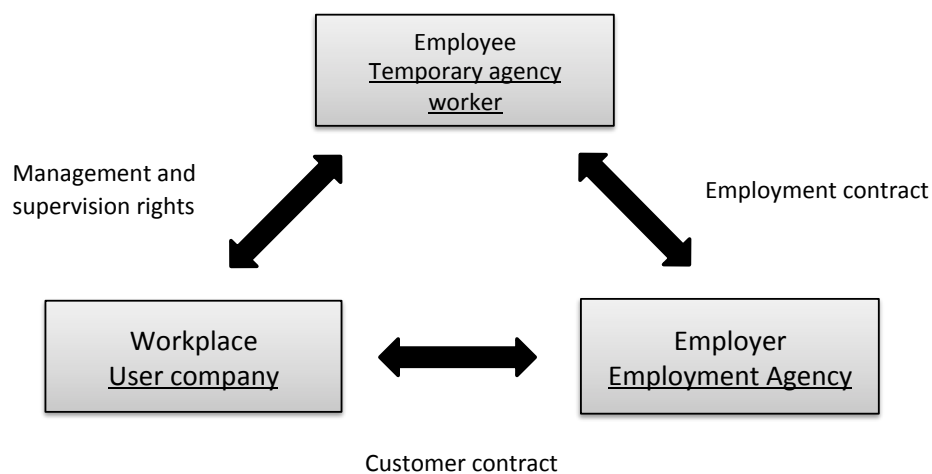 Employee
Temporary agency
worker
Management and
supervision rights
Employment contract
Workplace
User company
Employer
Employment Agency
Customer contract